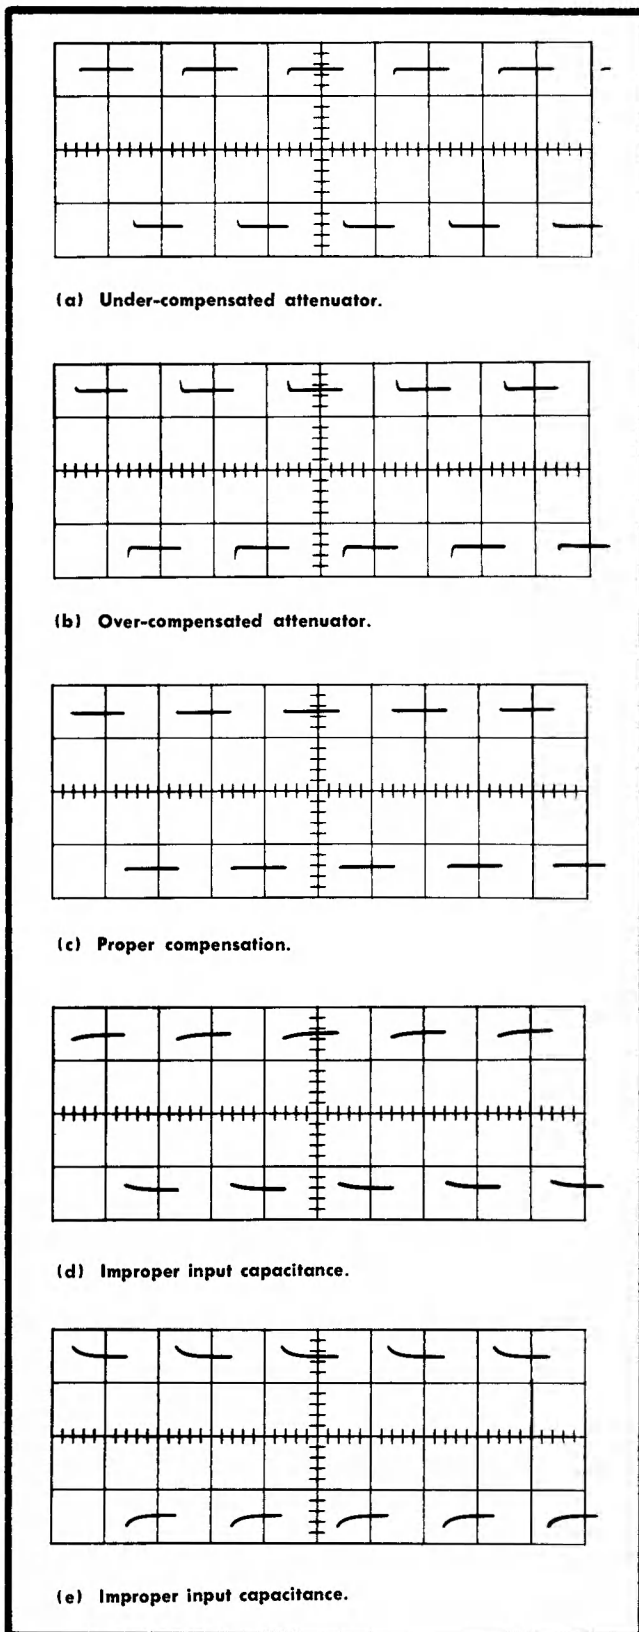 (a) Under-compensated attenuator.
(b) Over-compensated attenuator.
(c) Proper compensation.
(d) Improper input capacitance.
(e) Improper input capacitance.